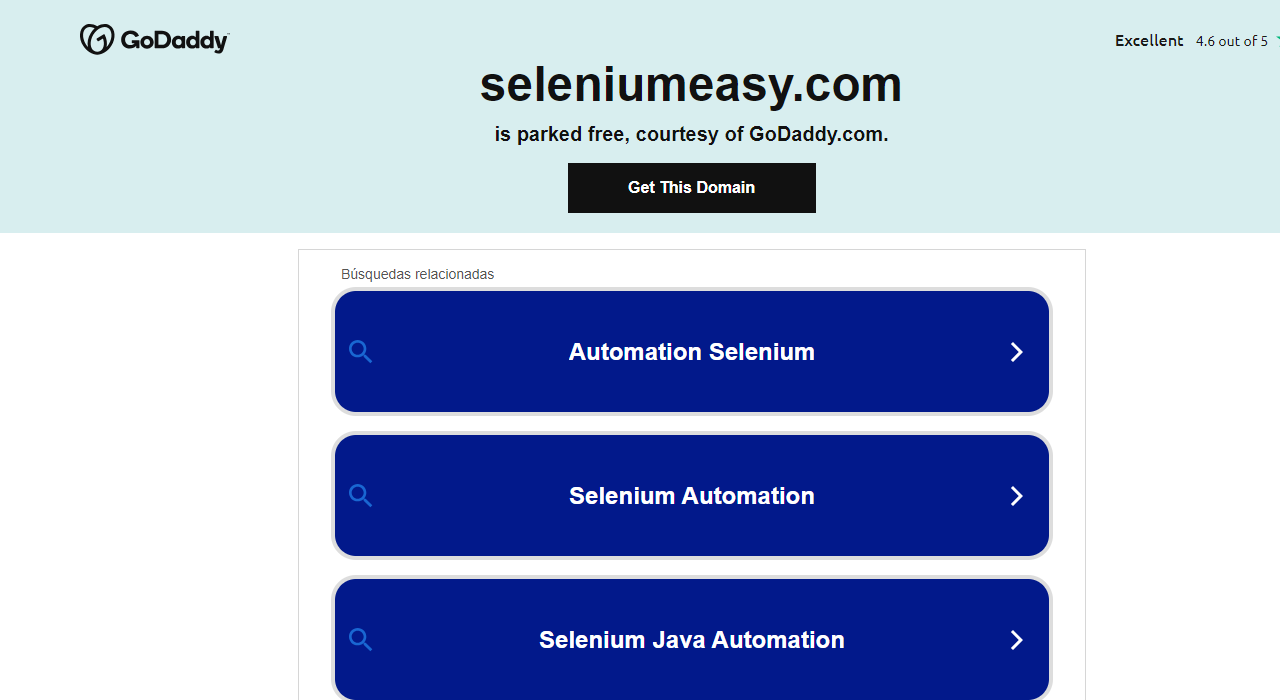 GoDaddy
Excellent 4.6 out of 5
seleniumeasy.com
is parked free, courtesy of GoDaddy.com.
Get This Domain
Búsquedas relacionadas
Automation Selenium
Selenium Automation
Selenium Java Automation